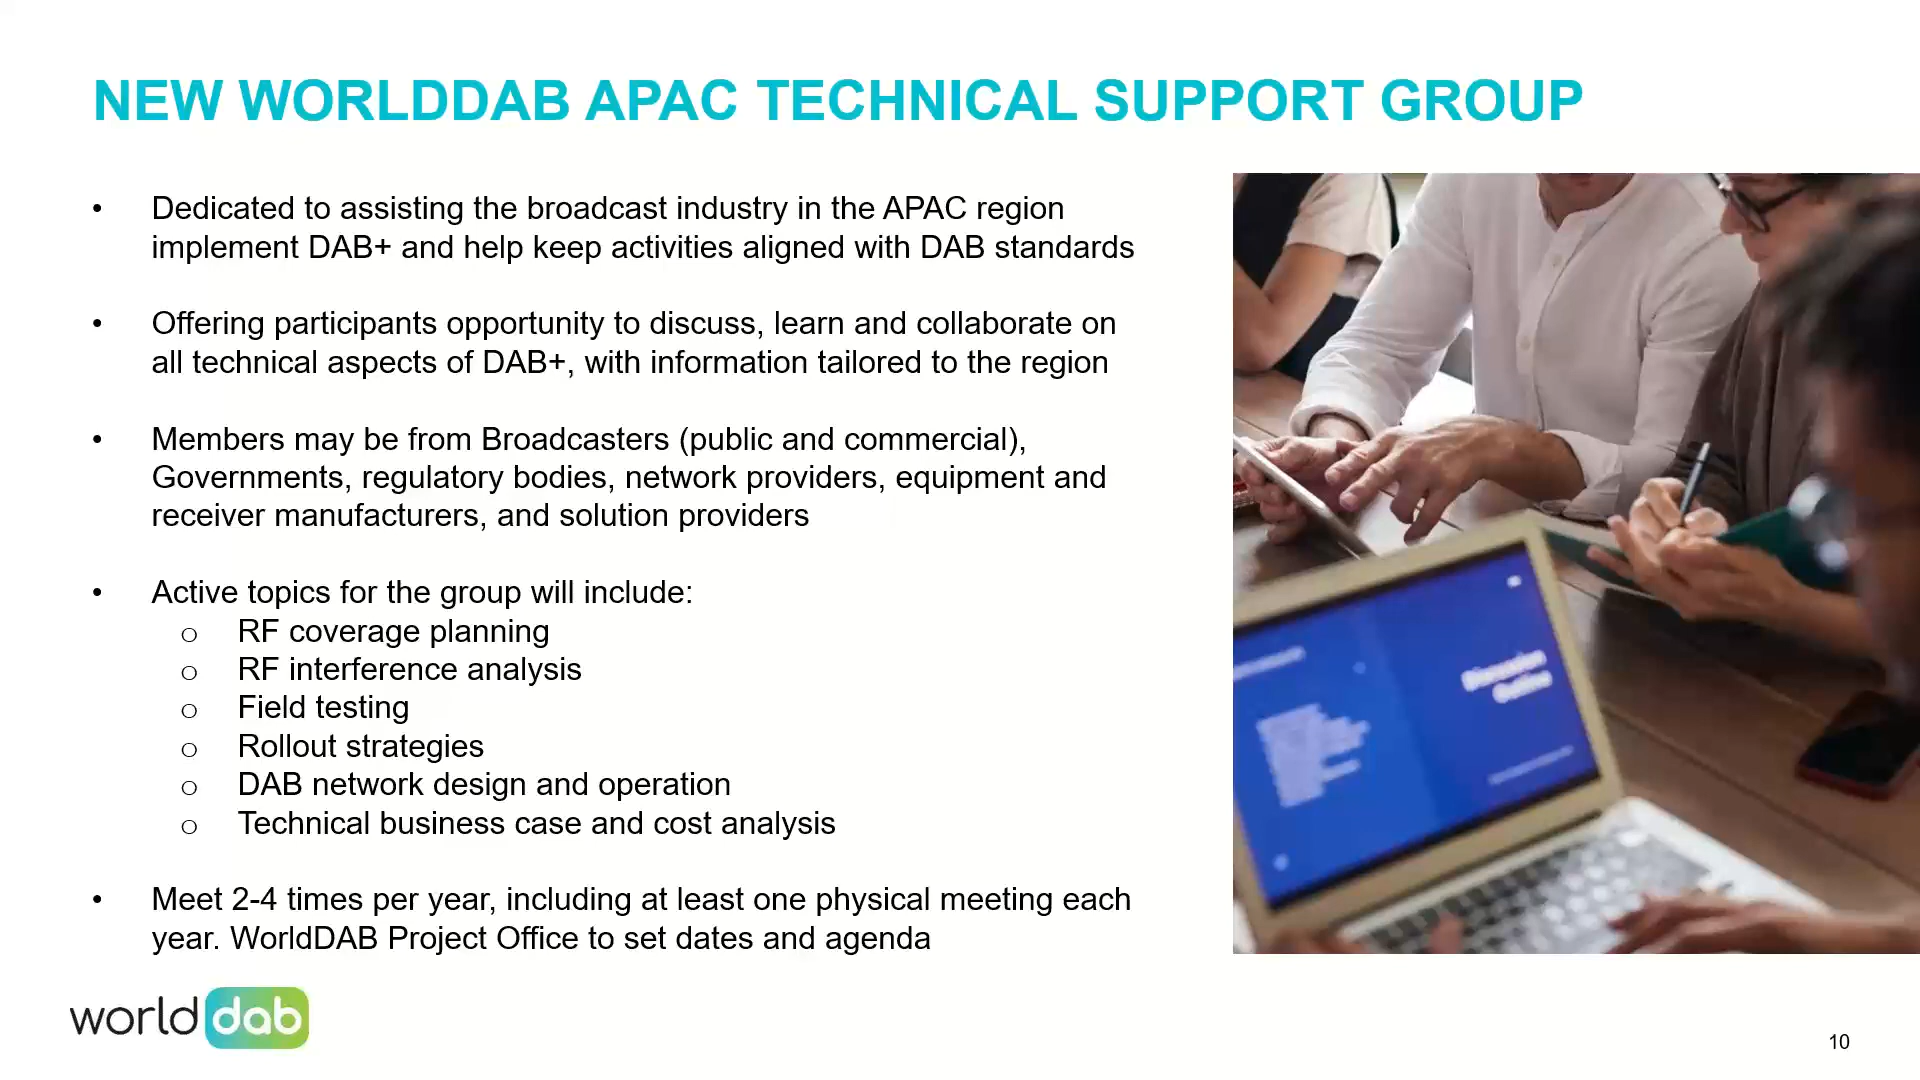 NEW WORLDDAB APAC TECHNICAL SUPPORT GROUP
• Dedicated to assisting the broadcast industry in the APAC region
implement DAB+ and help keep activities aligned with DAB standards
• Offering participants opportunity to discuss, learn and collaborate on
all technical aspects of DAB+, with information tailored to the region
• Members may be from Broadcasters (public and commercial),
Governments, regulatory bodies, network providers, equipment and
receiver manufacturers, and solution providers
• Active topics for the group will include:
o RF coverage planning
o RF interference analysis
o Field testing
o Rollout strategies
o DAB network design and operation
o Technical business case and cost analysis
• Meet 2-4 times per year, including at least one physical meeting each
year. WorldDAB Project Office to set dates and agenda
world dab
10